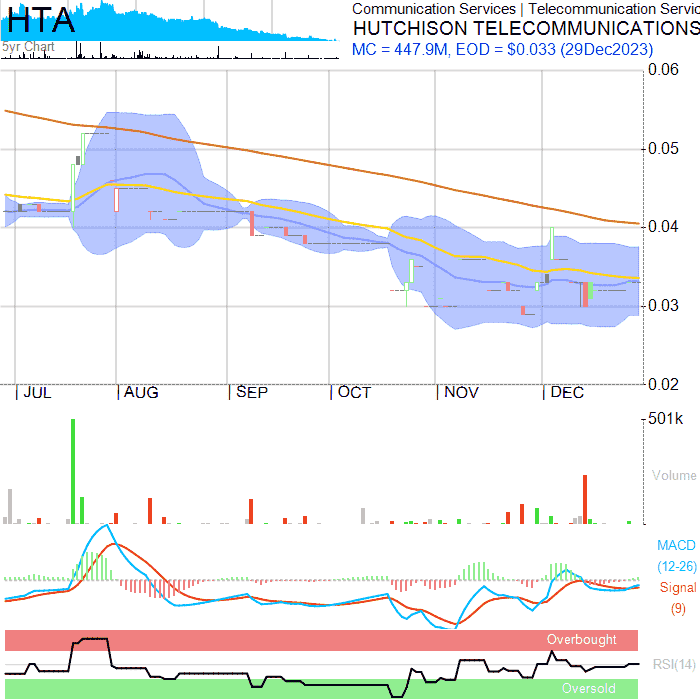 HTA
5yr Chart
Communication Services | Telecommunication Servic
HUTCHISON TELECOMMUNICATIONS
MC = 447.9M, EOD = $0.033 (29Dec2023)
0.06
0.05
0.04
0.03
0.02
| JUL | AUG | SEP | OCT | NOV | DEC
501k
Volume
MACD
(12-26)
Signal
(9)
Overbought
RSI(14)
Oversold